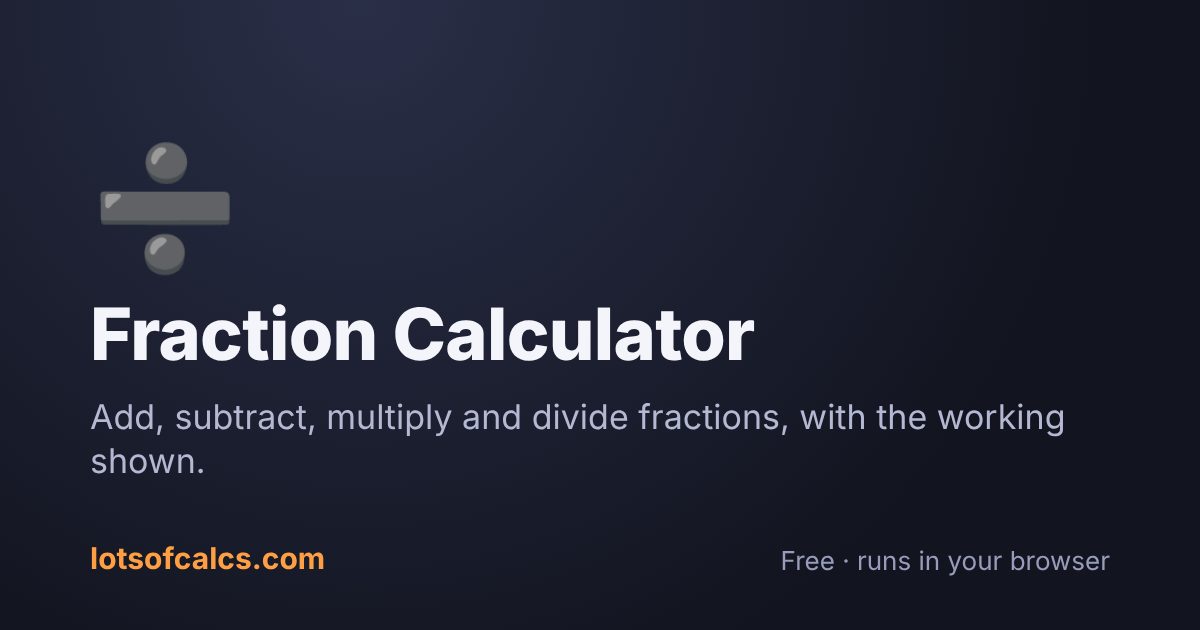 Fraction Calculator
Add, subtract, multiply and divide fractions, with the working
shown.
lotsofcalcs.com
Free · runs in your browser